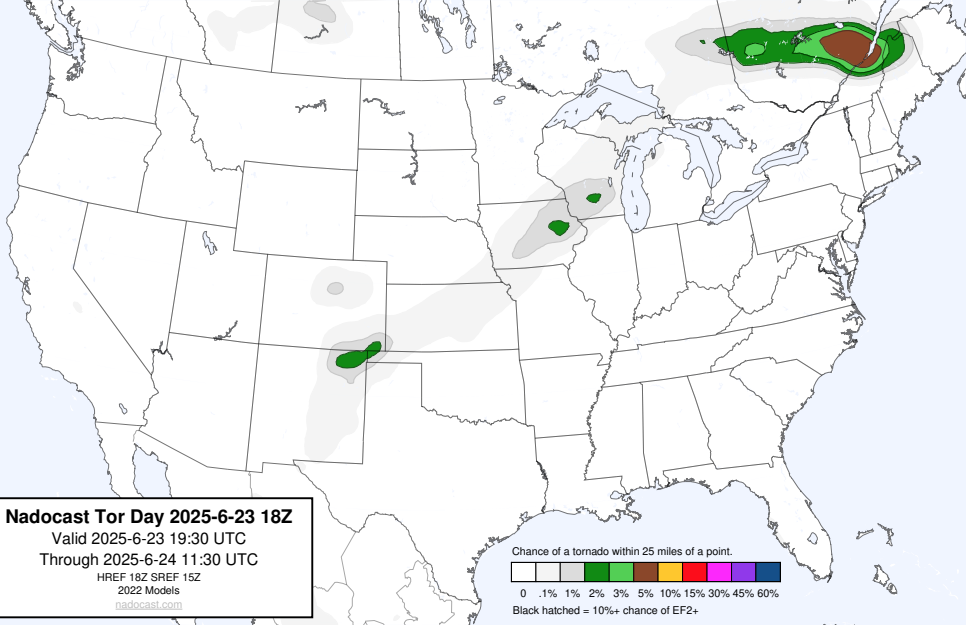 Nadocast Tor Day 2025-6-23 18Z
Valid 2025-6-23 19:30 UTC
Through 2025-6-24 11:30 UTC
HREF 18Z SREF 15Z
2022 Models
nadocast.com
Chance of a tornado within 25 miles of a point.
0 .1% 1% 2% 3% 5% 10% 15% 30% 45% 60%
Black hatched = 10%+ chance of EF2+